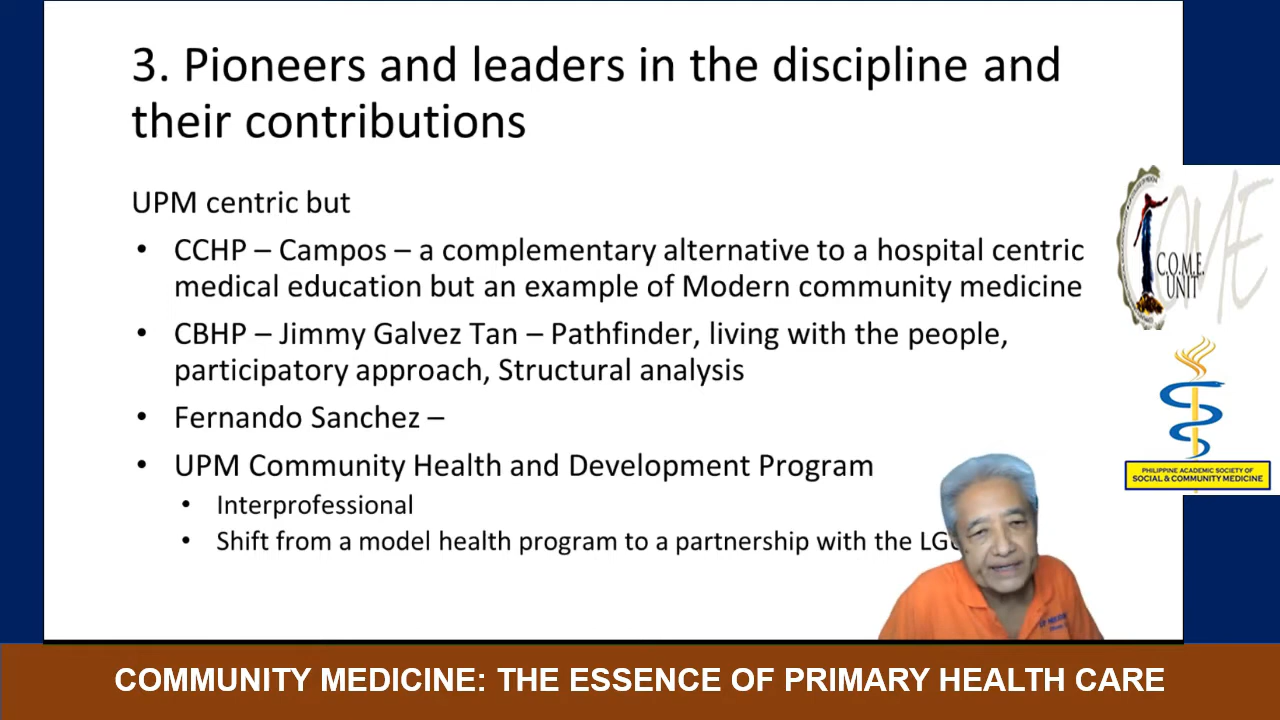 3. Pioneers and leaders in the discipline and
their contributions
UPM centric but
• CCHP – Campos – a complementary alternative to a hospital centric
medical education but an example of Modern community medicine
• CBHP – Jimmy Galvez Tan – Pathfinder, living with the people,
participatory approach, Structural analysis
• Fernando Sanchez –
• UPM Community Health and Development Program
• Interprofessional
• Shift from a model health program to a partnership with the
COME
C.O.M.E.
UNIT
PHILIPPINE ACADEMIC SOCIETY OF
SOCIAL & COMMUNITY MEDICINE
COMMUNITY MEDICINE: THE ESSENCE OF PRIMARY HEALTH CARE